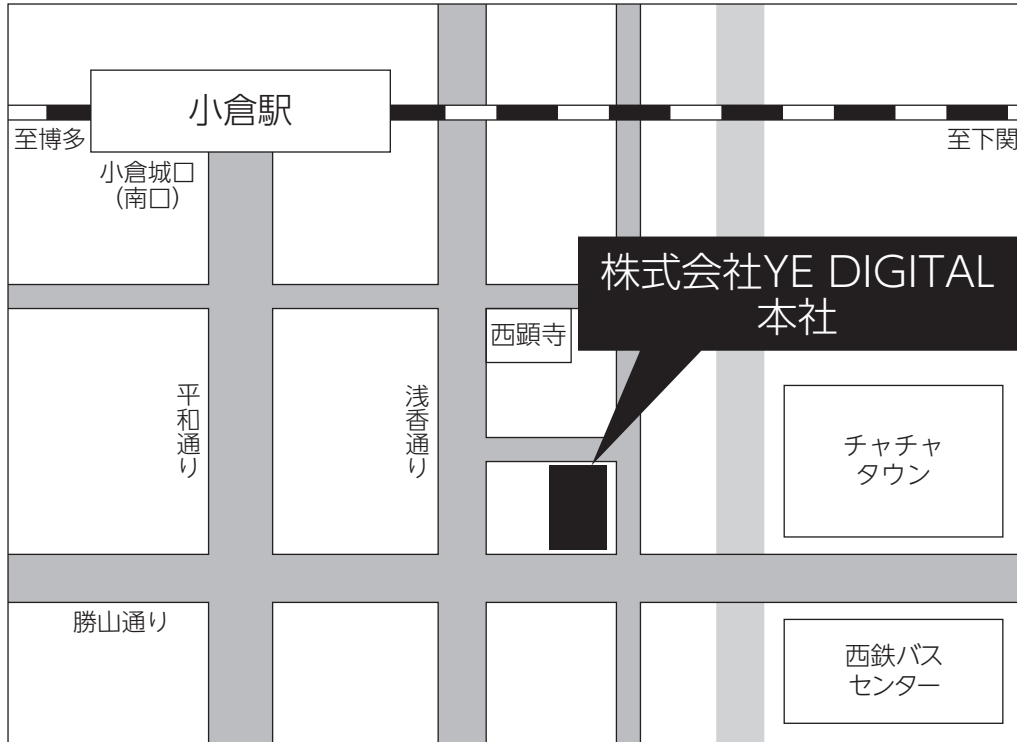 小倉駅
至博多
至下関
小倉城口
(南口)
株式会社YE DIGITAL
本社
西顕寺
平和通り
浅香通り
チャチャ
タウン
勝山通り
西鉄バス
センター